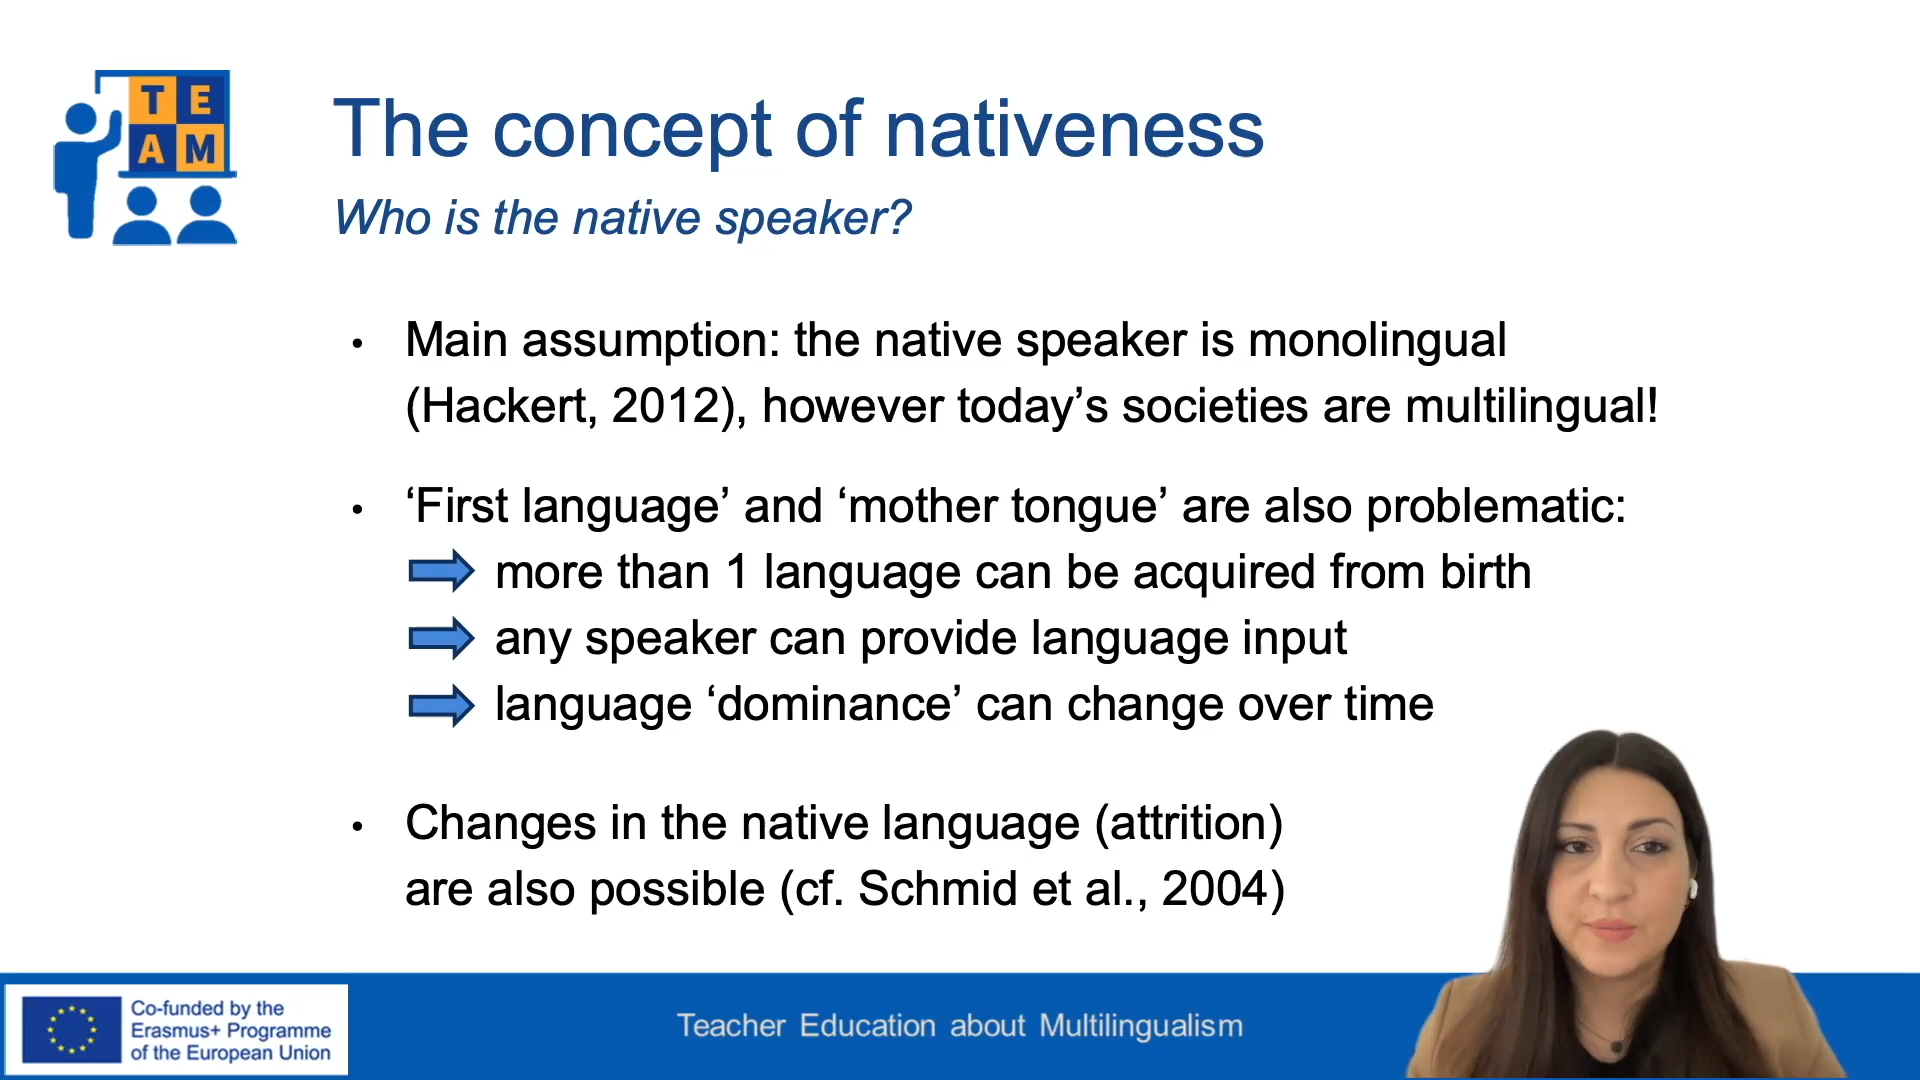 T E
A M
The concept of nativeness
Who is the native speaker?
• Main assumption: the native speaker is monolingual
(Hackert, 2012), however today’s societies are multilingual!
• ‘First language’ and ‘mother tongue’ are also problematic:
more than 1 language can be acquired from birth
any speaker can provide language input
language ‘dominance’ can change over time
• Changes in the native language (attrition)
are also possible (cf. Schmid et al., 2004)
Co-funded by the
Erasmus+ Programme
of the European Union
Teacher Education about Multilingualism